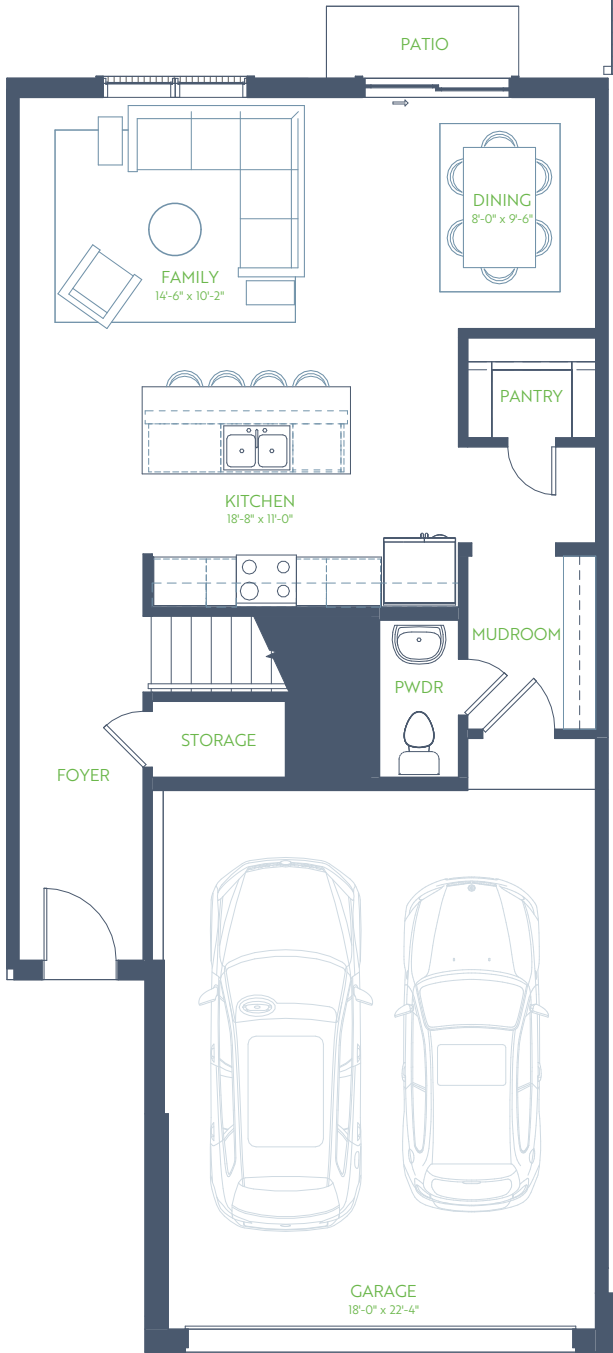 PATIO
DINING
8'-0" x 9'-6"
FAMILY
14'-6" x 10'-2"
PANTRY
KITCHEN
18'-8" x 11'-0"
MUDROOM
PWDR
STORAGE
FOYER
GARAGE
18'-0" x 22'-4"